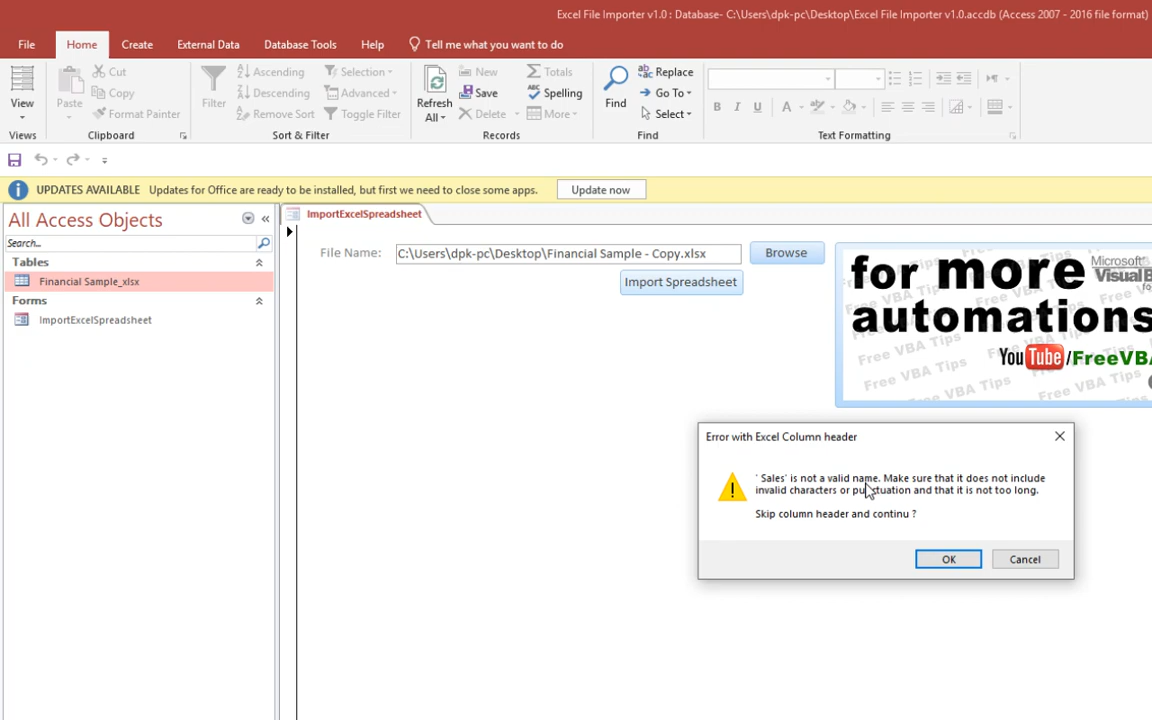 Excel File Importer v1.0 : Database- C:\Users\dpk-pc\Desktop\Excel File Importer v1.0.accdb (Access 2007 - 2016 file format)
File Home Create External Data Database Tools Help Tell me what you want to do
View Paste Cut Copy Format Painter Filter Ascending Descending Remove Sort Selection Advanced Toggle Filter Refresh All New Save Delete Totals Spelling More Find Replace Go To Select
Views Clipboard Sort & Filter Records Find Text Formatting
UPDATES AVAILABLE Updates for Office are ready to be installed, but first we need to close some apps. Update now
All Access Objects
Search...
Tables
Financial Sample_xlsx
Forms
ImportExcelSpreadsheet
ImportExcelSpreadsheet
File Name: C:\Users\dpk-pc\Desktop\Financial Sample - Copy.xlsx Browse
Import Spreadsheet
for more Microsoft
automations
YouTube/FreeVBA
Free VBA Tips
Error with Excel Column header
' Sales' is not a valid name. Make sure that it does not include
invalid characters or punctuation and that it is not too long.
Skip column header and continu ?
OK Cancel